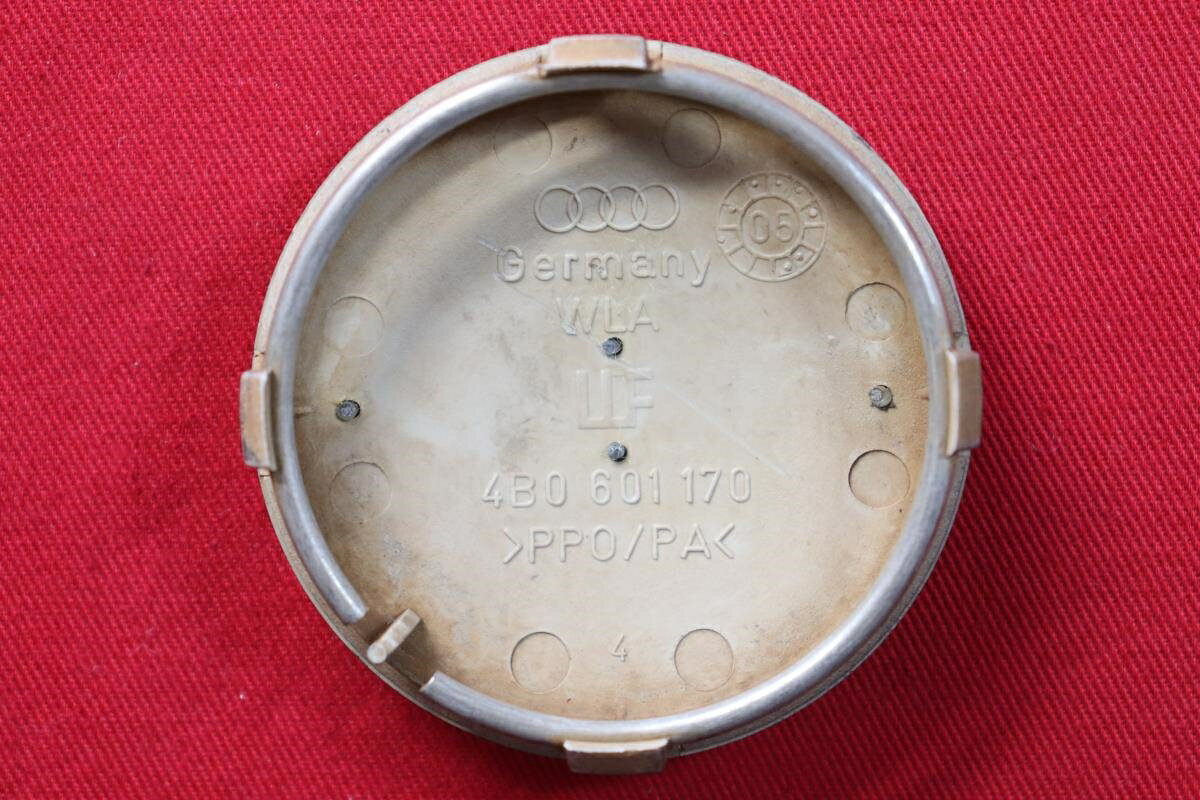 05
Germany
WLA
4B0 601 170
>PPO/PA<
4